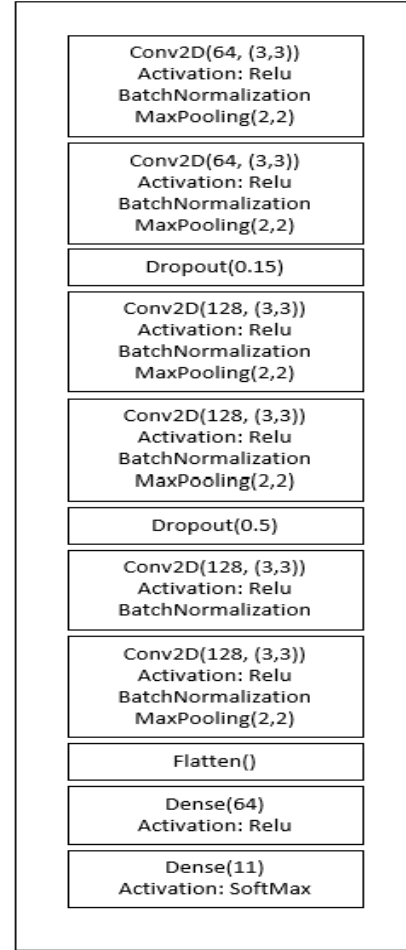 Conv2D(64, (3,3))
Activation: Relu
BatchNormalization
MaxPooling(2,2)
Conv2D(64, (3,3))
Activation: Relu
BatchNormalization
MaxPooling(2,2)
Dropout(0.15)
Conv2D(128, (3,3))
Activation: Relu
BatchNormalization
MaxPooling(2,2)
Conv2D(128, (3,3))
Activation: Relu
BatchNormalization
MaxPooling(2,2)
Dropout(0.5)
Conv2D(128, (3,3))
Activation: Relu
BatchNormalization
Conv2D(128, (3,3))
Activation: Relu
BatchNormalization
MaxPooling(2,2)
Flatten()
Dense(64)
Activation: Relu
Dense(11)
Activation: SoftMax